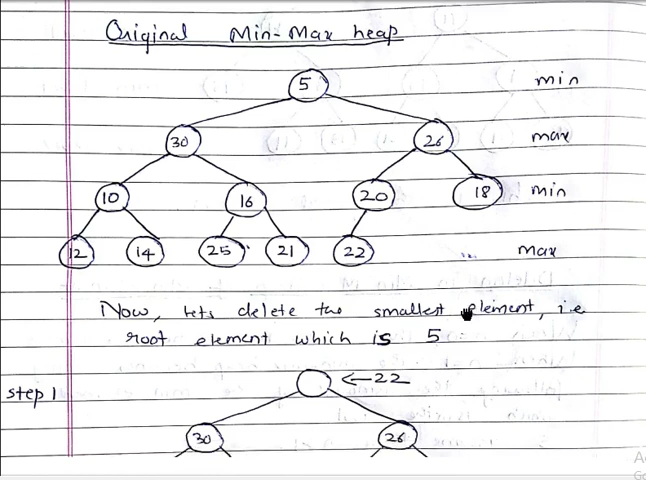 Original Min-Max heap
5 min
30 26 max
10 16 20 18 min
12 14 25 21 22 max
Now, lets delete the smallest element, i.e
root element which is 5
step 1 ←22
30 26